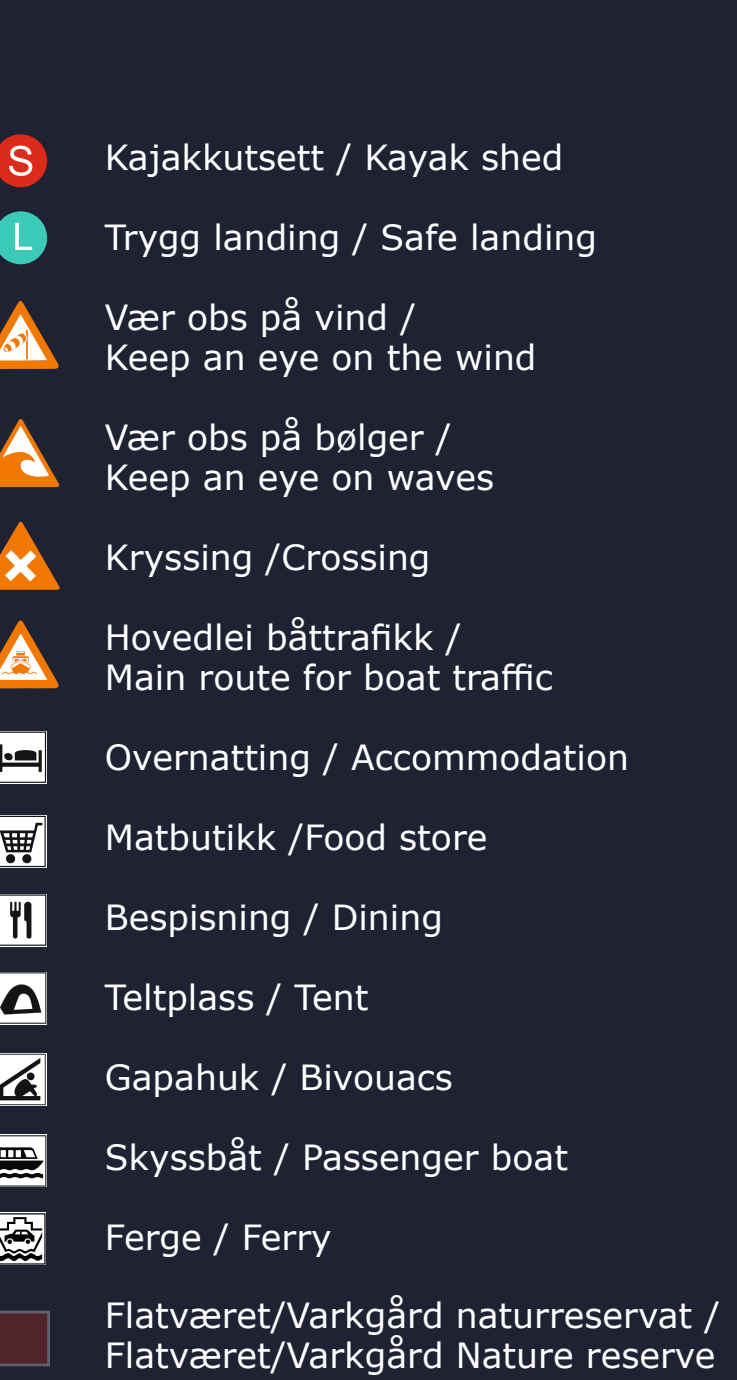 S Kajakkutsett / Kayak shed
L Trygg landing / Safe landing
Vær obs på vind /
Keep an eye on the wind
Vær obs på bølger /
Keep an eye on waves
Kryssing /Crossing
Hovedlei båttrafikk /
Main route for boat traffic
Overnatting / Accommodation
Matbutikk /Food store
Bespisning / Dining
Teltplass / Tent
Gapahuk / Bivouacs
Skyssbåt / Passenger boat
Ferge / Ferry
Flatværet/Varkgård naturreservat /
Flatværet/Varkgård Nature reserve